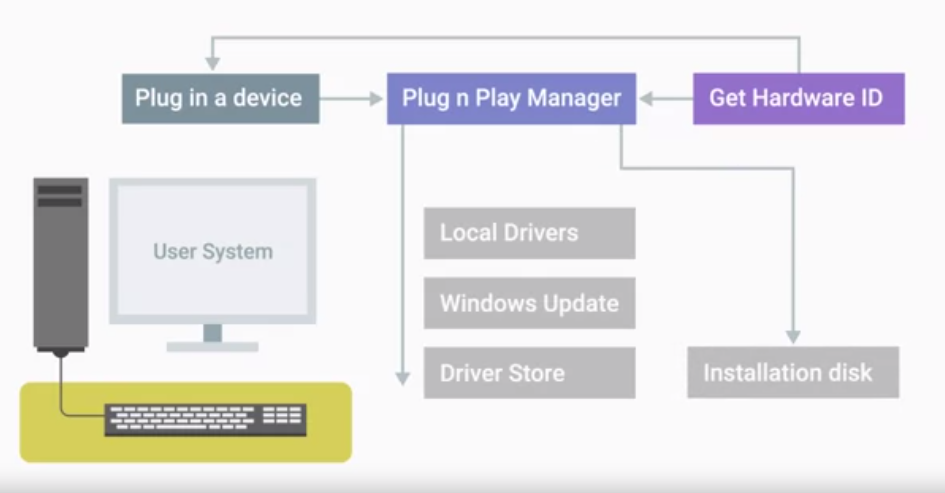 Plug in a device
Plug n Play Manager
Get Hardware ID
User System
Local Drivers
Windows Update
Driver Store
Installation disk